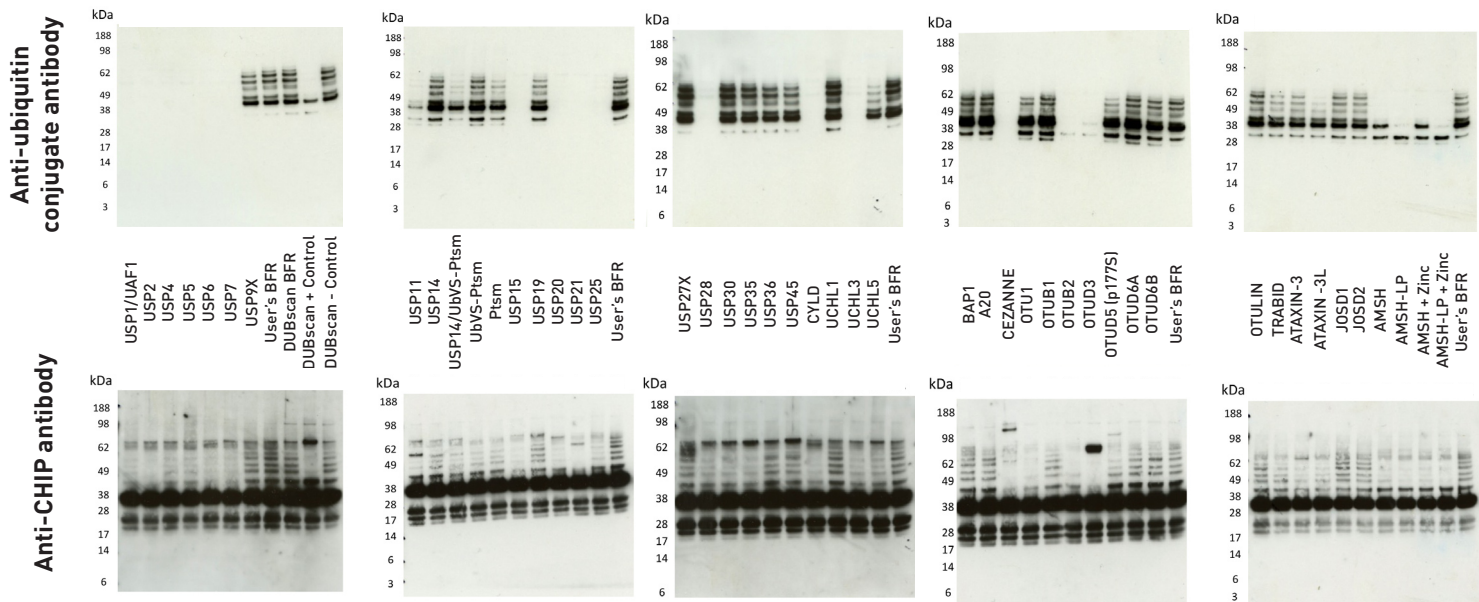 Anti-ubiquitin
conjugate antibody
kDa
188
98
62
49
38
28
17
14
6
3
kDa
188
98
62
49
38
28
17
14
6
3
kDa
188
98
62
49
38
28
17
14
6
kDa
188
98
62
49
38
28
17
14
6
3
kDa
188
98
62
49
38
28
17
14
6
3
USP1/UAF1
USP2
USP4
USP5
USP6
USP7
USP9X
User's BFR
DUBscan BFR
DUBscan + Control
DUBscan - Control
USP11
USP14
USP14/UbVS-Ptsm
UbVS-Ptsm
Ptsm
USP15
USP19
USP20
USP21
USP25
User's BFR
USP27X
USP28
USP30
USP35
USP36
USP45
CYLD
UCHL1
UCHL3
UCHL5
User's BFR
BAP1
A20
CEZANNE
OTU1
OTUB1
OTUB2
OTUD3
OTUD5 (p177S)
OTUD6A
OTUD6B
User's BFR
OTULIN
TRABID
ATAXIN-3
ATAXIN -3L
JOSD1
JOSD2
AMSH
AMSH-LP
AMSH + Zinc
AMSH-LP + Zinc
User's BFR
Anti-CHIP antibody
kDa
188
98
62
49
38
28
17
14
6
kDa
188
98
62
49
38
28
17
14
6
3
kDa
188
98
62
49
38
28
17
14
6
kDa
188
98
62
49
38
28
17
14
6
kDa
188
98
62
49
38
28
17
14
6
3